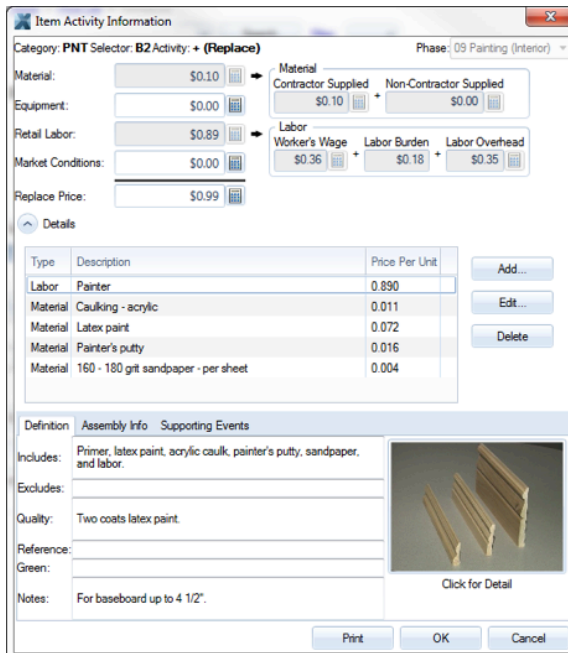 Item Activity Information
Category: PNT Selector: B2 Activity: + (Replace) Phase: 09 Painting (Interior)
Material: $0.10
Equipment: $0.00
Retail Labor: $0.89
Market Conditions: $0.00
Replace Price: $0.99
Material
Contractor Supplied Non-Contractor Supplied
$0.10 + $0.00
Labor
Worker's Wage Labor Burden Labor Overhead
$0.36 + $0.18 + $0.35
Details
Type Description Price Per Unit
Labor Painter 0.890
Material Caulking - acrylic 0.011
Material Latex paint 0.072
Material Painter's putty 0.016
Material 160 - 180 grit sandpaper - per sheet 0.004
Add...
Edit...
Delete
Definition Assembly Info Supporting Events
Includes: Primer, latex paint, acrylic caulk, painter's putty, sandpaper,
and labor.
Excludes:
Quality: Two coats latex paint.
Reference:
Green:
Notes: For baseboard up to 4 1/2".
Click for Detail
Print OK Cancel